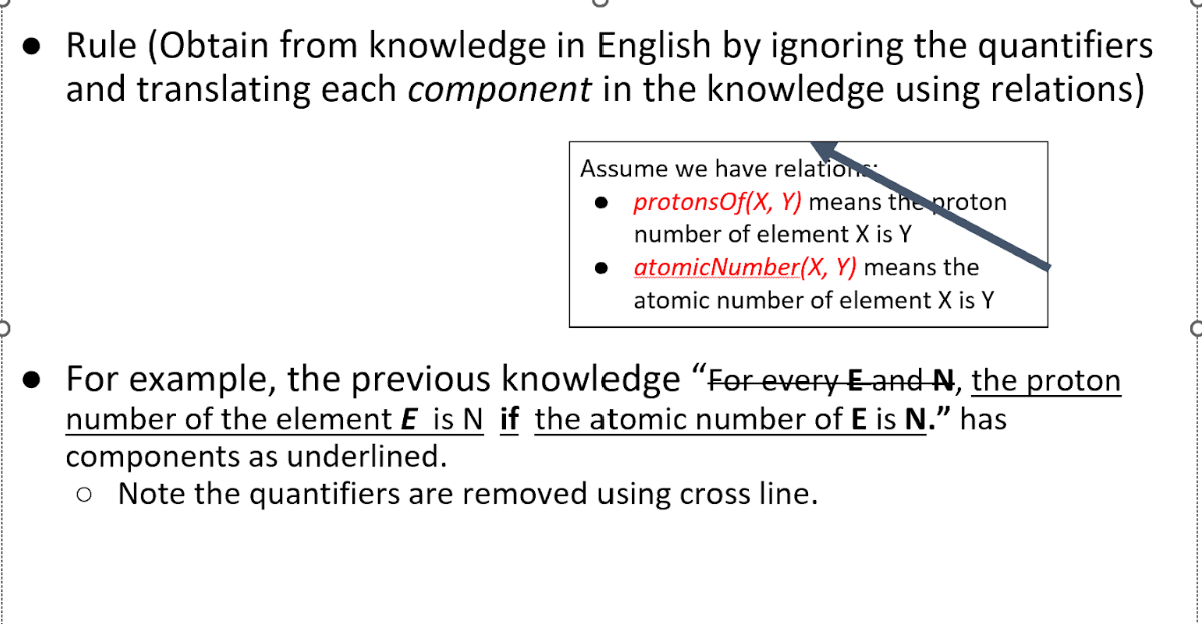 ● Rule (Obtain from knowledge in English by ignoring the quantifiers
and translating each component in the knowledge using relations)
Assume we have relations:
● protonsOf(X, Y) means the proton
number of element X is Y
● atomicNumber(X, Y) means the
atomic number of element X is Y
● For example, the previous knowledge “For every E and N, the proton
number of the element E is N if the atomic number of E is N.” has
components as underlined.
○ Note the quantifiers are removed using cross line.